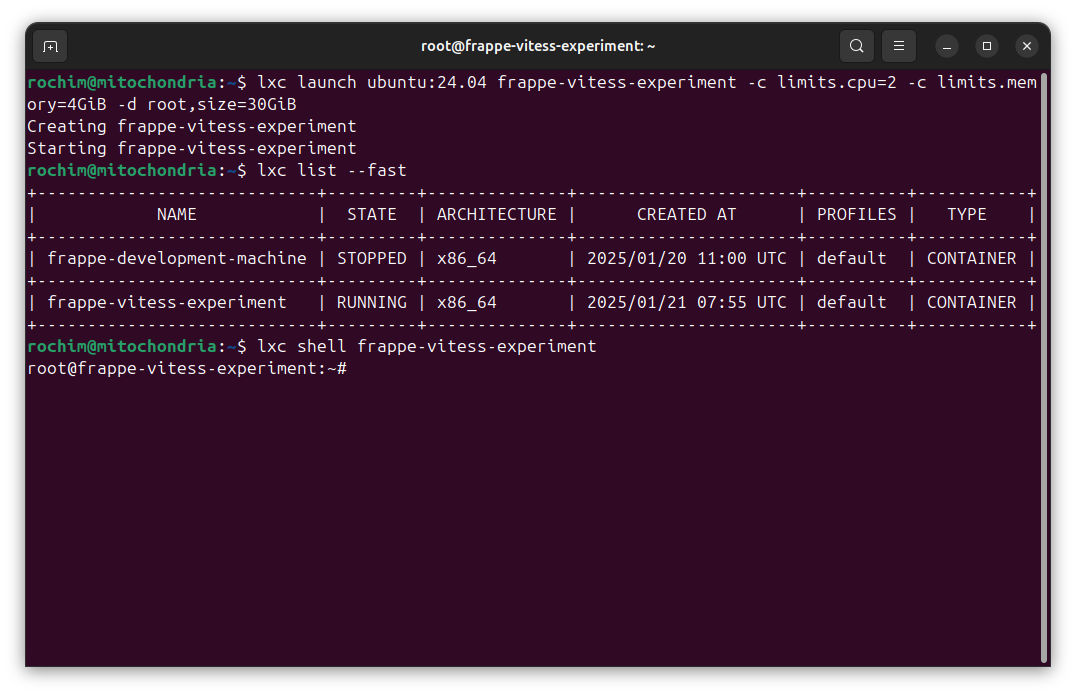 root@frappe-vitess-experiment: ~
rochim@mitochondria:~$ lxc launch ubuntu:24.04 frappe-vitess-experiment -c limits.cpu=2 -c limits.mem
ory=4GiB -d root,size=30GiB
Creating frappe-vitess-experiment
Starting frappe-vitess-experiment
rochim@mitochondria:~$ lxc list --fast
+----------------------------+---------+--------------+----------------------+----------+-----------+
|            NAME            |  STATE  | ARCHITECTURE |      CREATED AT      | PROFILES |   TYPE    |
+----------------------------+---------+--------------+----------------------+----------+-----------+
| frappe-development-machine | STOPPED | x86_64       | 2025/01/20 11:00 UTC | default  | CONTAINER |
+----------------------------+---------+--------------+----------------------+----------+-----------+
| frappe-vitess-experiment   | RUNNING | x86_64       | 2025/01/21 07:55 UTC | default  | CONTAINER |
+----------------------------+---------+--------------+----------------------+----------+-----------+
rochim@mitochondria:~$ lxc shell frappe-vitess-experiment
root@frappe-vitess-experiment:~#